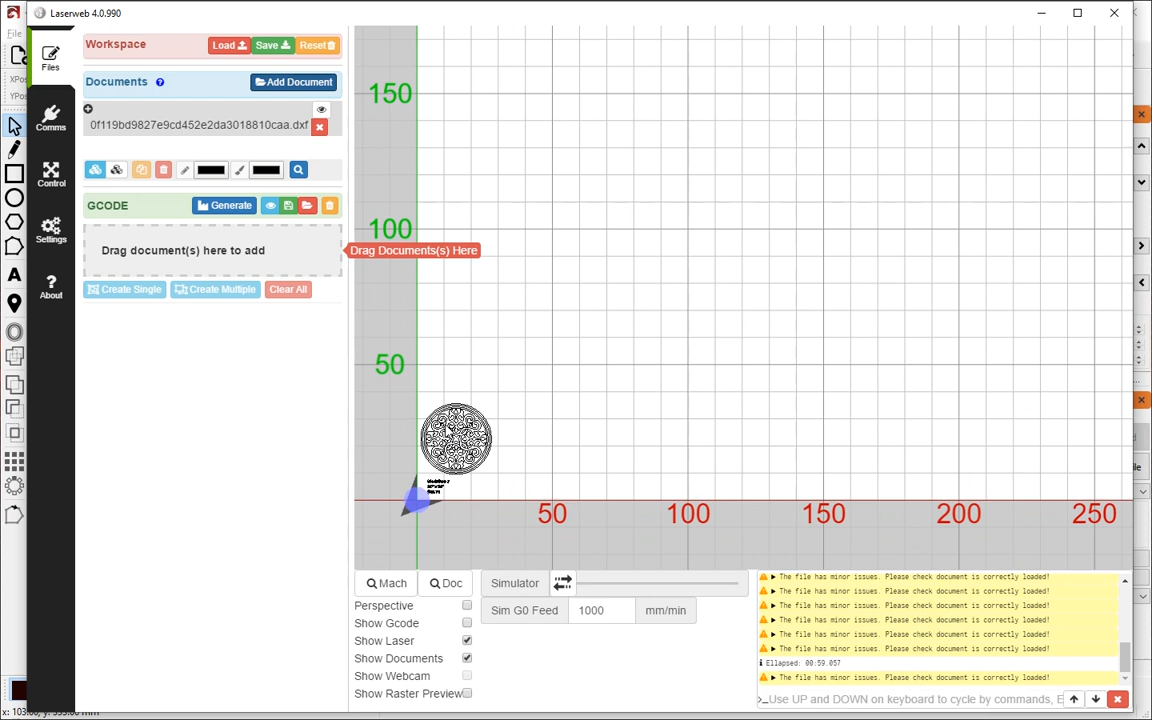 Laserweb 4.0.990
File
XPos
YPos
Files
Comms
Control
Settings
About
Workspace
Load
Save
Reset
Documents
Add Document
0f119bd9827e9cd452e2da3018810caa.dxf
GCODE
Generate
Drag document(s) here to add
Drag Documents(s) Here
Create Single
Create Multiple
Clear All
150
100
50
50
100
150
200
250
Mach
Doc
Simulator
Perspective
Sim G0 Feed
1000
mm/min
Show Gcode
Show Laser
Show Documents
Show Webcam
Show Raster Preview
The file has minor issues. Please check document is correctly loaded!
The file has minor issues. Please check document is correctly loaded!
The file has minor issues. Please check document is correctly loaded!
The file has minor issues. Please check document is correctly loaded!
The file has minor issues. Please check document is correctly loaded!
The file has minor issues. Please check document is correctly loaded!
Ellapsed: 00:59.057
The file has minor issues. Please check document is correctly loaded!
>_Use UP and DOWN on keyboard to cycle by commands, E